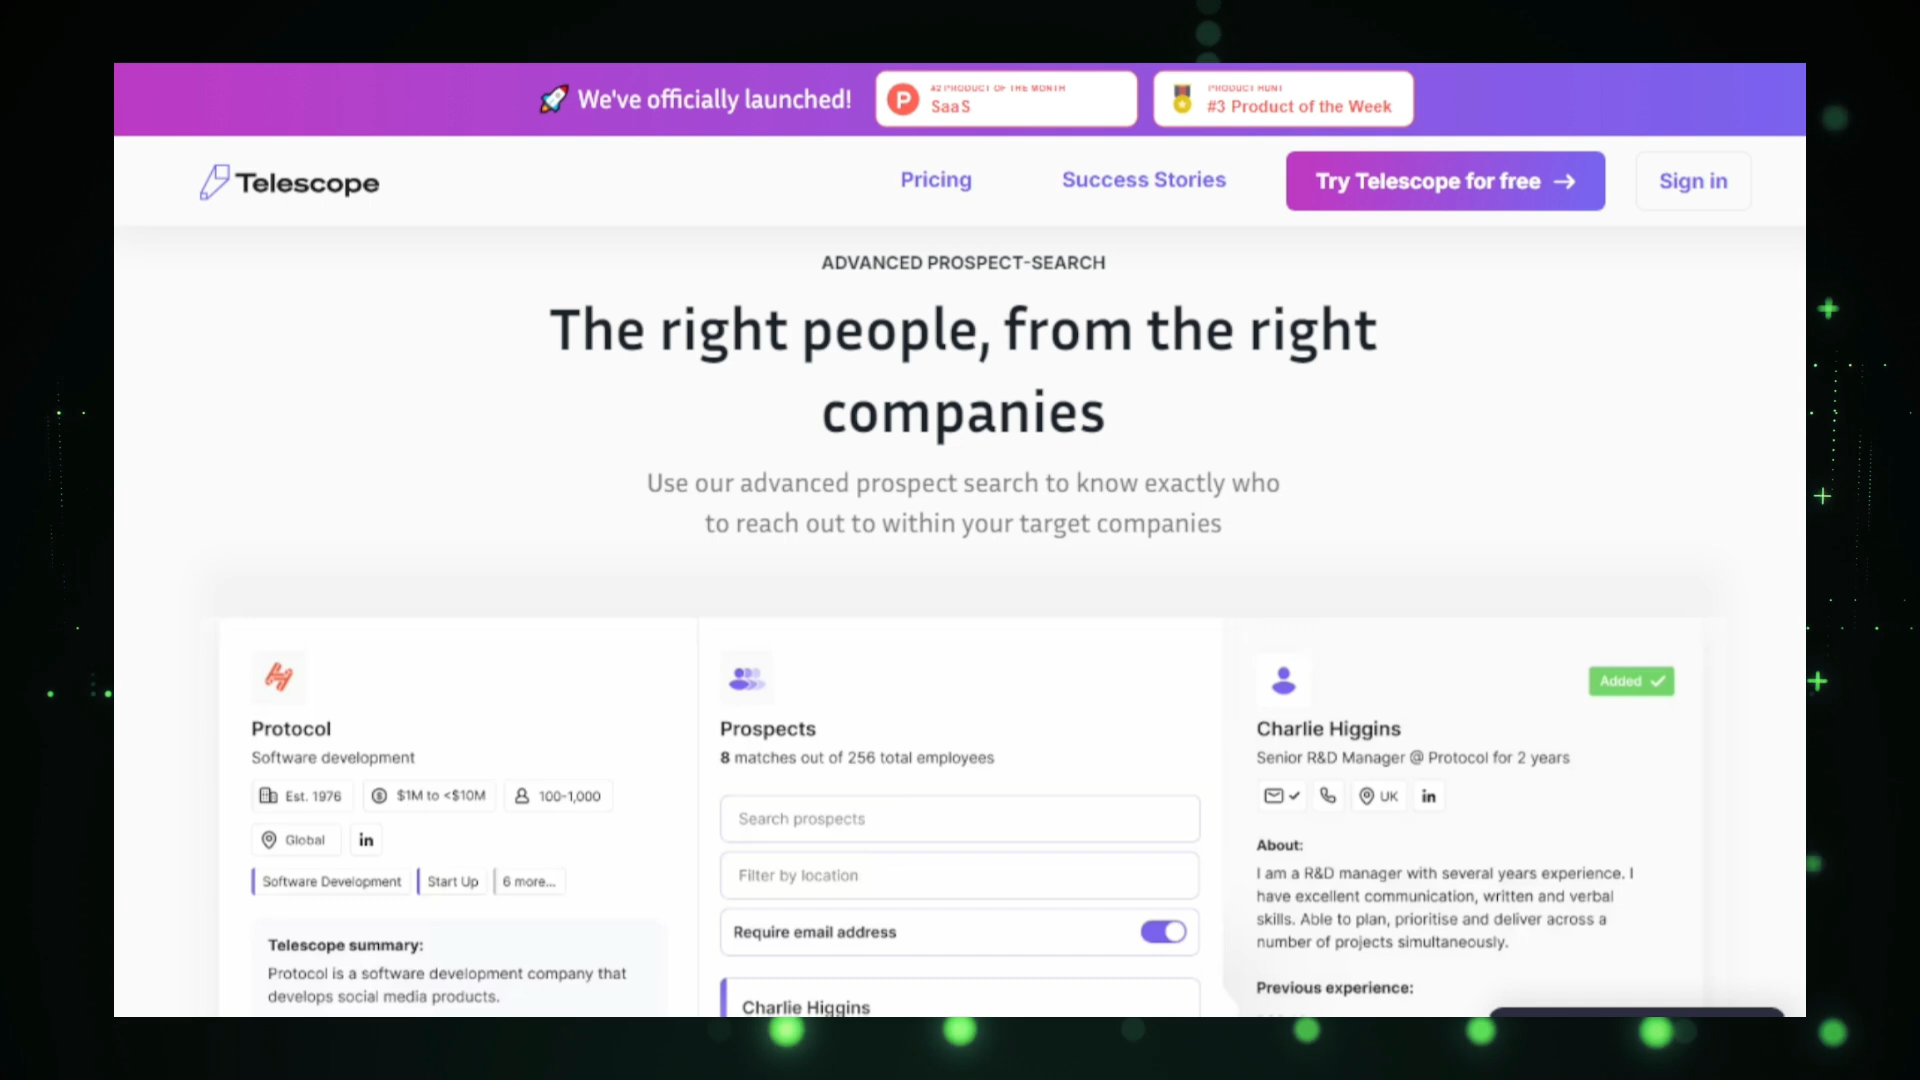 We've officially launched!
#2 PRODUCT OF THE MONTH
SaaS
PRODUCT HUNT
#3 Product of the Week
Telescope
Pricing
Success Stories
Try Telescope for free →
Sign in
ADVANCED PROSPECT-SEARCH
The right people, from the right
companies
Use our advanced prospect search to know exactly who
to reach out to within your target companies
Protocol
Software development
Est. 1976
$1M to <$10M
100-1,000
Global
in
Software Development
Start Up
6 more...
Telescope summary:
Protocol is a software development company that
develops social media products.
Prospects
8 matches out of 256 total employees
Search prospects
Filter by location
Require email address
Charlie Higgins
Added
Charlie Higgins
Senior R&D Manager @ Protocol for 2 years
UK
in
About:
I am a R&D manager with several years experience. I
have excellent communication, written and verbal
skills. Able to plan, prioritise and deliver across a
number of projects simultaneously.
Previous experience: